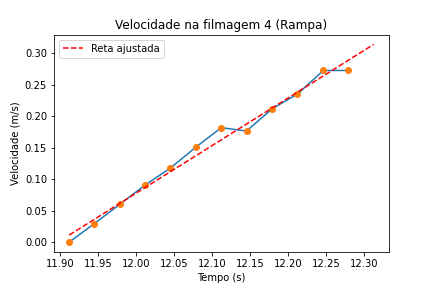 Velocidade na filmagem 4 (Rampa)
Reta ajustada
0.30
0.25
0.20
0.15
0.10
0.05
0.00
Velocidade (m/s)
11.90 11.95 12.00 12.05 12.10 12.15 12.20 12.25 12.30
Tempo (s)